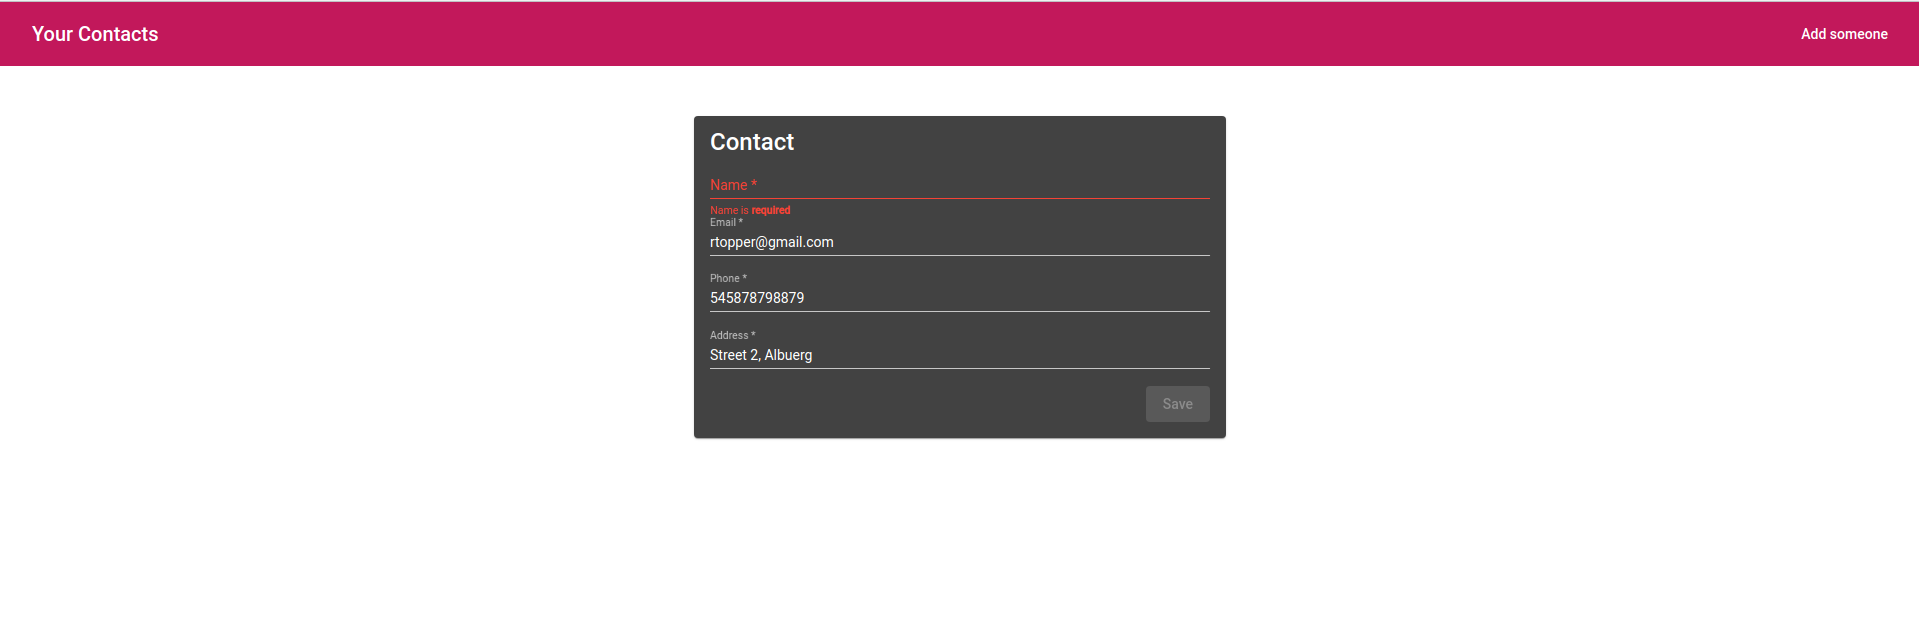 Your Contacts
Add someone
Contact
Name *
Name is required
Email *
rtopper@gmail.com
Phone *
545878798879
Address *
Street 2, Albuerg
Save